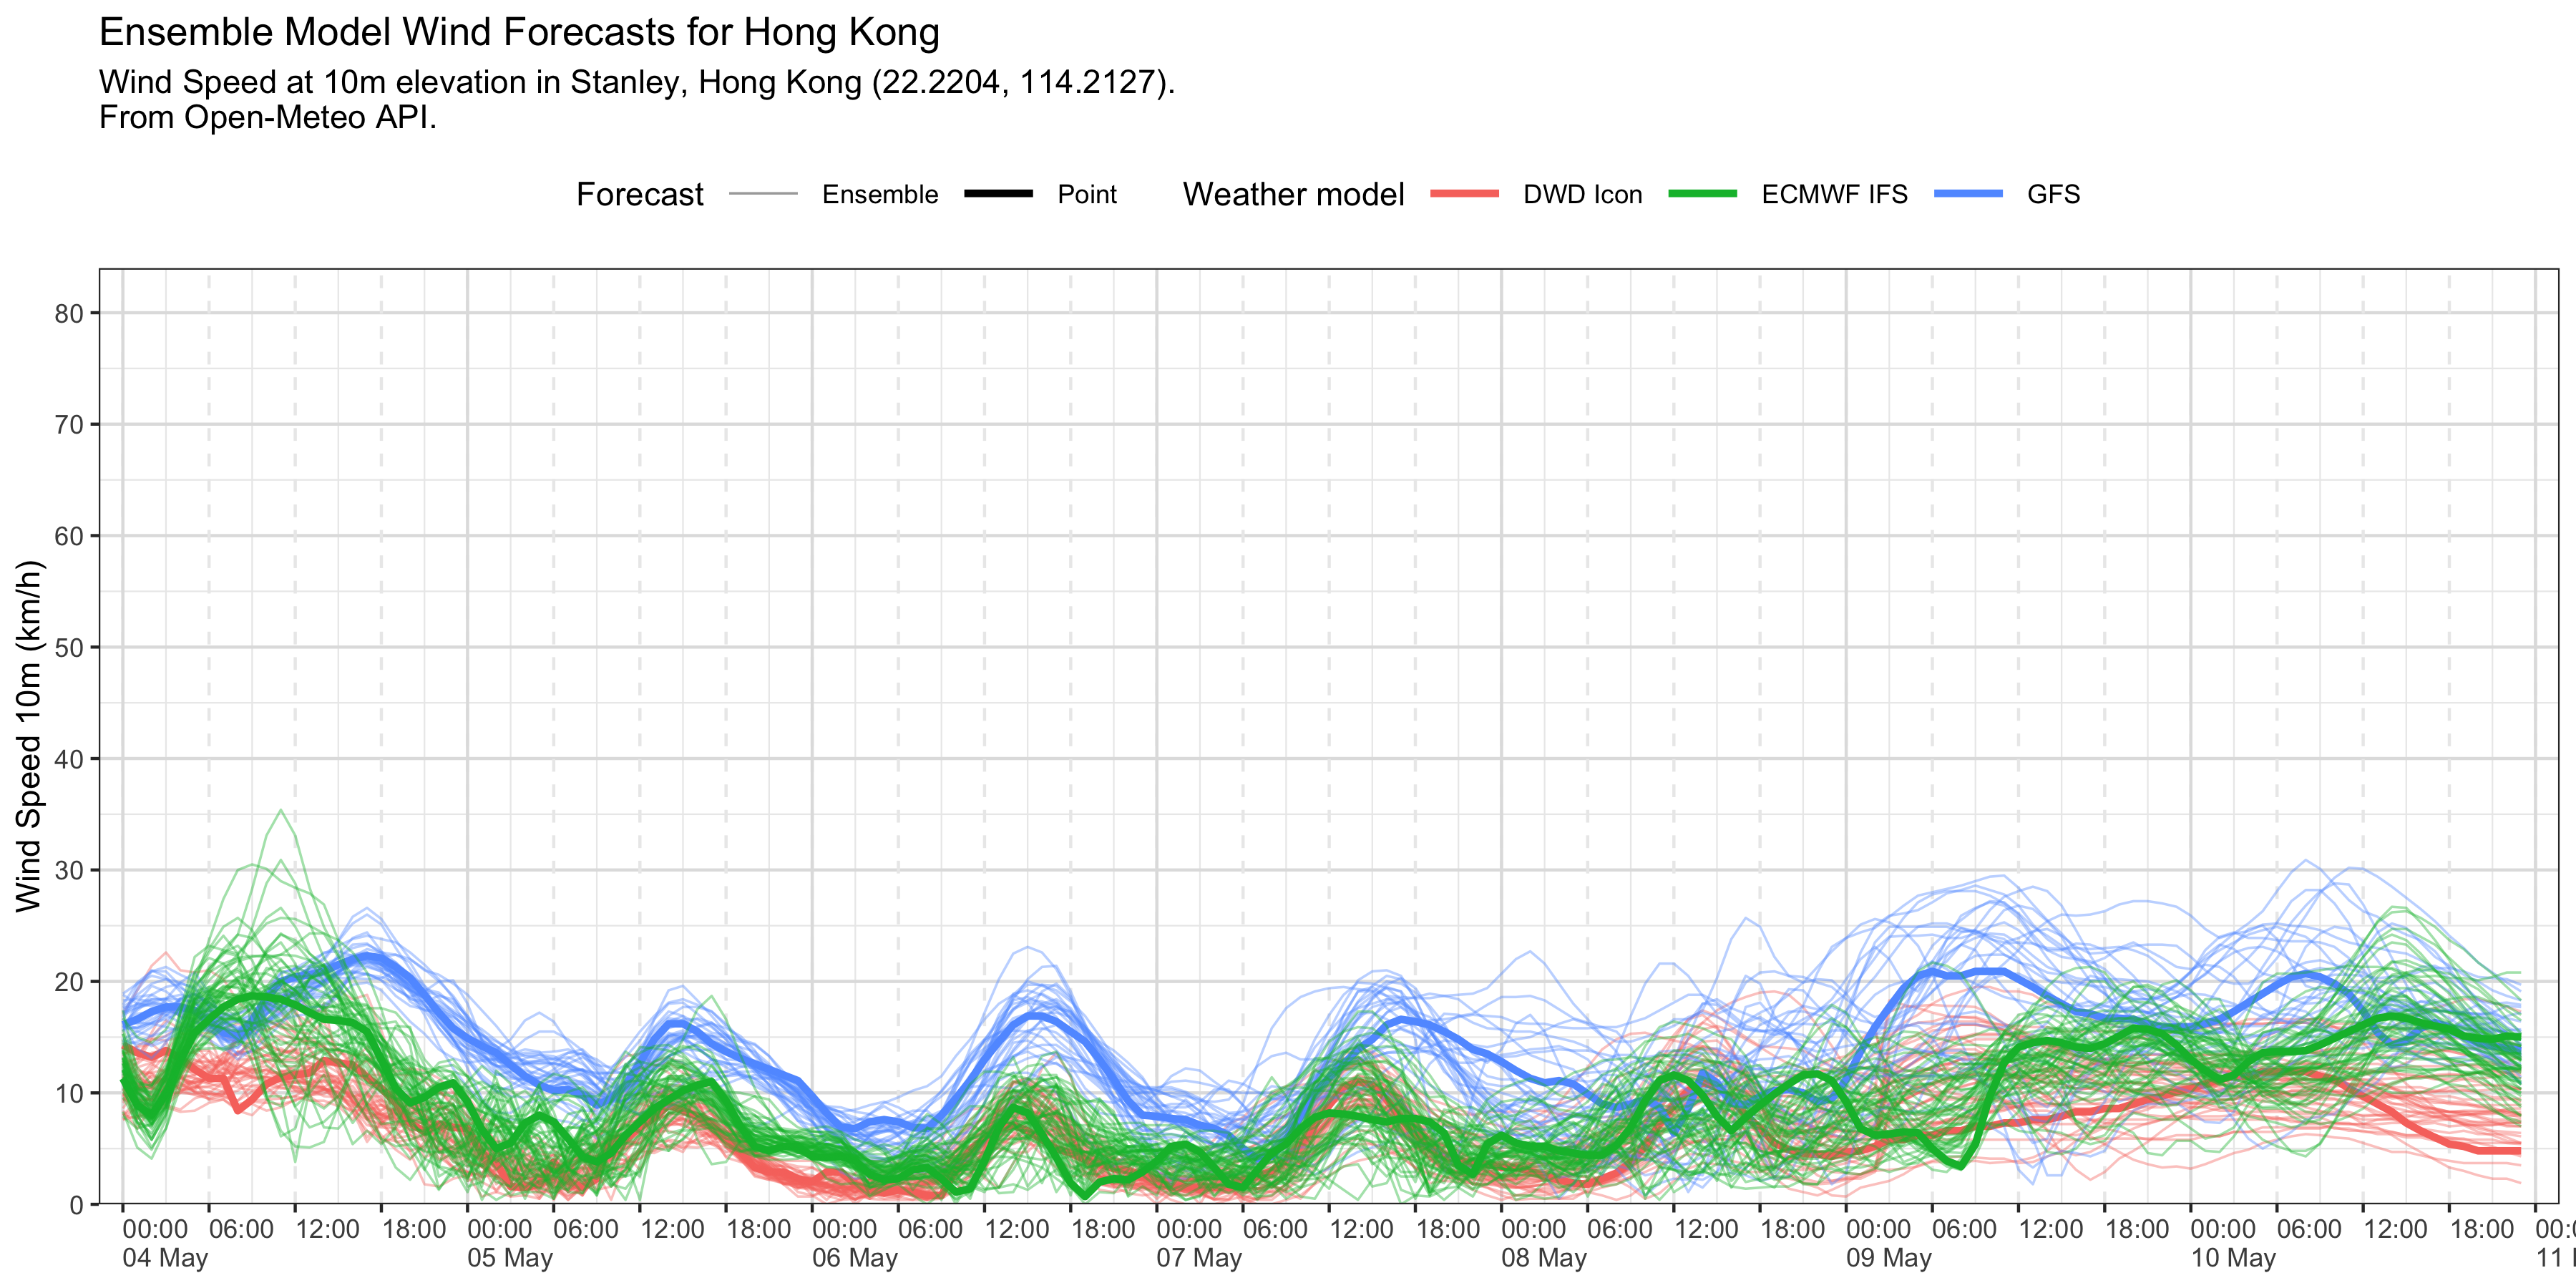 Ensemble Model Wind Forecasts for Hong Kong
Wind Speed at 10m elevation in Stanley, Hong Kong (22.2204, 114.2127).
From Open-Meteo API.
Forecast Ensemble Point Weather model DWD Icon ECMWF IFS GFS
Wind Speed 10m (km/h)
80
70
60
50
40
30
20
10
0
00:00 06:00 12:00 18:00 00:00 06:00 12:00 18:00 00:00 06:00 12:00 18:00 00:00 06:00 12:00 18:00 00:00 06:00 12:00 18:00 00:00 06:00 12:00 18:00 00:00 06:00 12:00 18:00
04 May 05 May 06 May 07 May 08 May 09 May 10 May 11